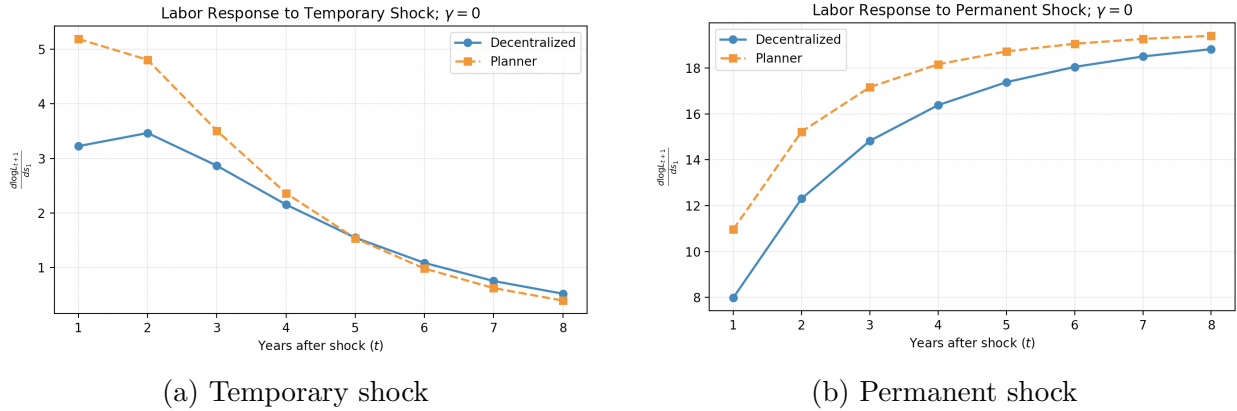 Labor Response to Temporary Shock; γ = 0
Decentralized
Planner
5
4
3
2
1
dlogL_{t+1}
ds_1
1 2 3 4 5 6 7 8
Years after shock (t)
(a) Temporary shock
Labor Response to Permanent Shock; γ = 0
Decentralized
Planner
18
16
14
12
10
8
dlogL_{t+1}
ds_1
1 2 3 4 5 6 7 8
Years after shock (t)
(b) Permanent shock